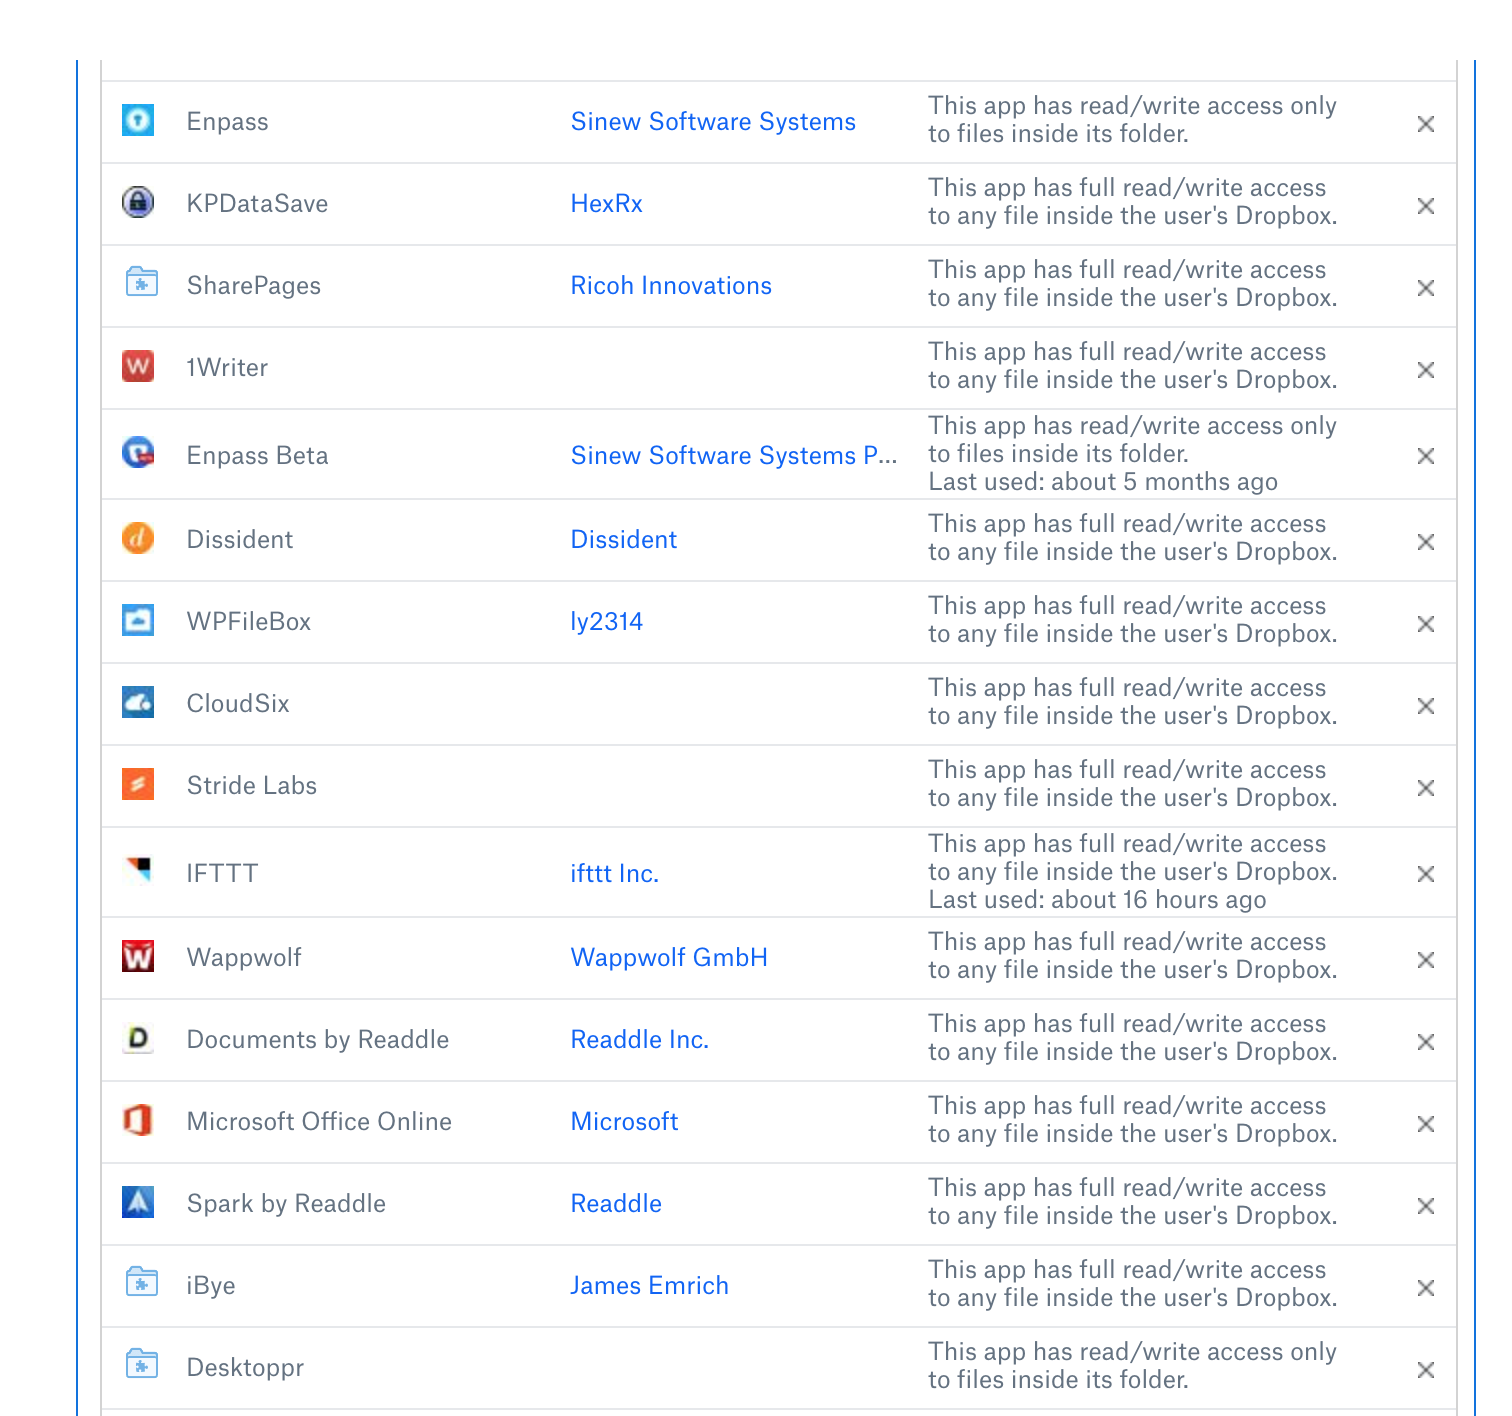 Enpass
Sinew Software Systems
This app has read/write access only
to files inside its folder.
KPDataSave
HexRx
This app has full read/write access
to any file inside the user's Dropbox.
SharePages
Ricoh Innovations
This app has full read/write access
to any file inside the user's Dropbox.
W
1Writer
This app has full read/write access
to any file inside the user's Dropbox.
Enpass Beta
Sinew Software Systems P...
This app has read/write access only
to files inside its folder.
Last used: about 5 months ago
d
Dissident
Dissident
This app has full read/write access
to any file inside the user's Dropbox.
WPFileBox
ly2314
This app has full read/write access
to any file inside the user's Dropbox.
CloudSix
This app has full read/write access
to any file inside the user's Dropbox.
Stride Labs
This app has full read/write access
to any file inside the user's Dropbox.
IFTTT
ifttt Inc.
This app has full read/write access
to any file inside the user's Dropbox.
Last used: about 16 hours ago
W
Wappwolf
Wappwolf GmbH
This app has full read/write access
to any file inside the user's Dropbox.
D
Documents by Readdle
Readdle Inc.
This app has full read/write access
to any file inside the user's Dropbox.
Microsoft Office Online
Microsoft
This app has full read/write access
to any file inside the user's Dropbox.
Spark by Readdle
Readdle
This app has full read/write access
to any file inside the user's Dropbox.
iBye
James Emrich
This app has full read/write access
to any file inside the user's Dropbox.
Desktoppr
This app has read/write access only
to files inside its folder.